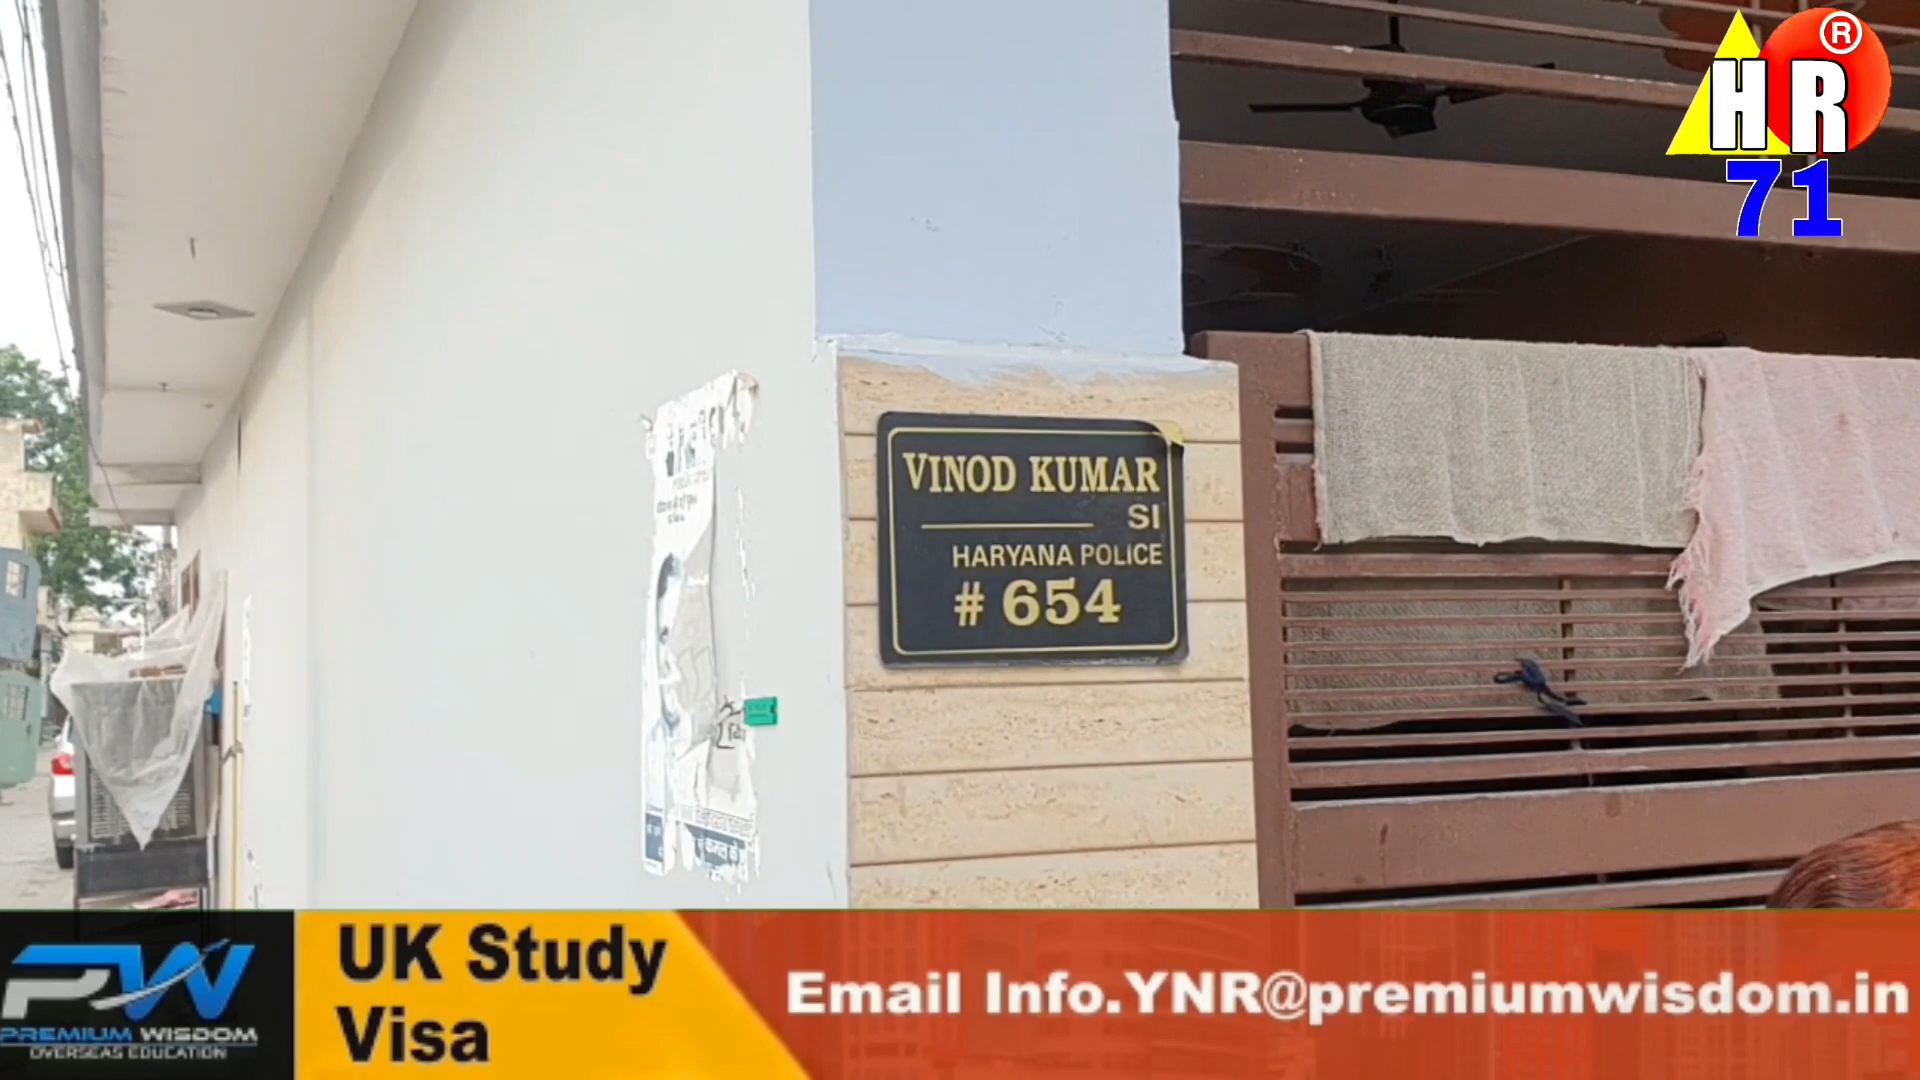 HR
®
71
VINOD KUMAR
SI
HARYANA POLICE
# 654
PW
PREMIUM WISDOM
OVERSEAS EDUCATION
UK Study
Visa
Email Info.YNR@premiumwisdom.in